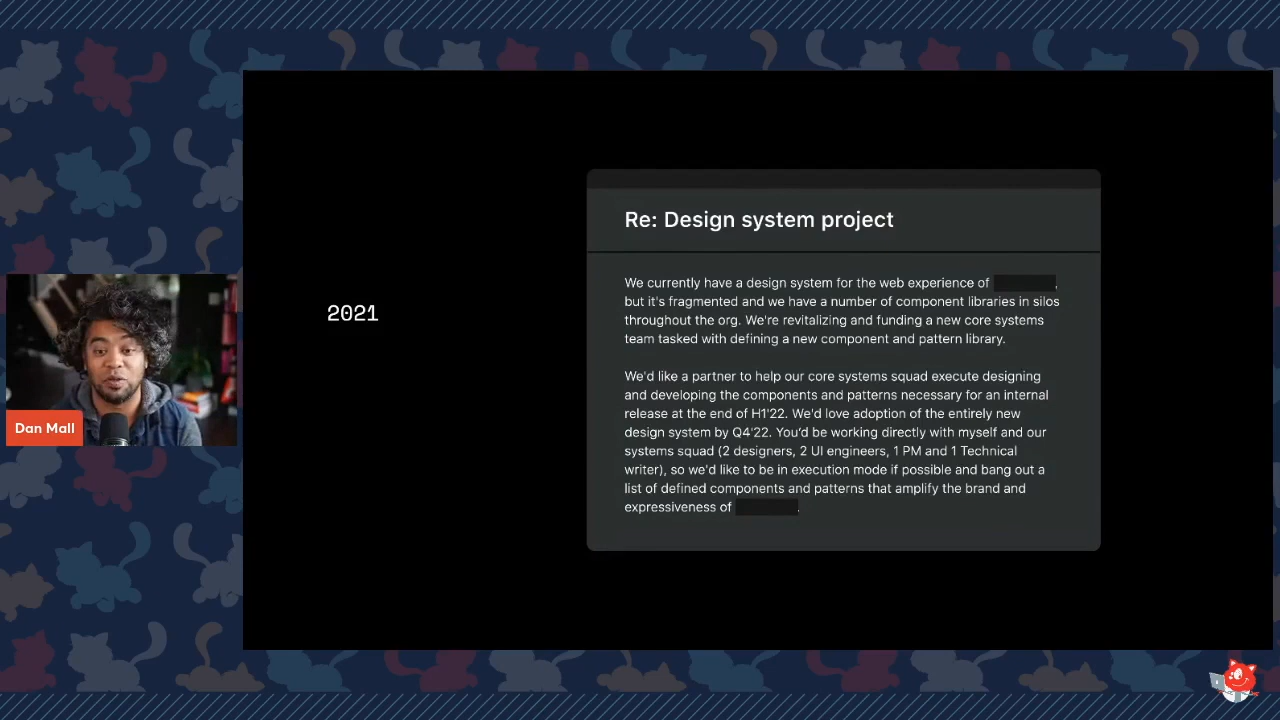 2021
Re: Design system project
We currently have a design system for the web experience of
but it's fragmented and we have a number of component libraries in silos
throughout the org. We're revitalizing and funding a new core systems
team tasked with defining a new component and pattern library.
We'd like a partner to help our core systems squad execute designing
and developing the components and patterns necessary for an internal
release at the end of H1'22. We'd love adoption of the entirely new
design system by Q4'22. You'd be working directly with myself and our
systems squad (2 designers, 2 UI engineers, 1 PM and 1 Technical
writer), so we'd like to be in execution mode if possible and bang out a
list of defined components and patterns that amplify the brand and
expressiveness of .
Dan Mall